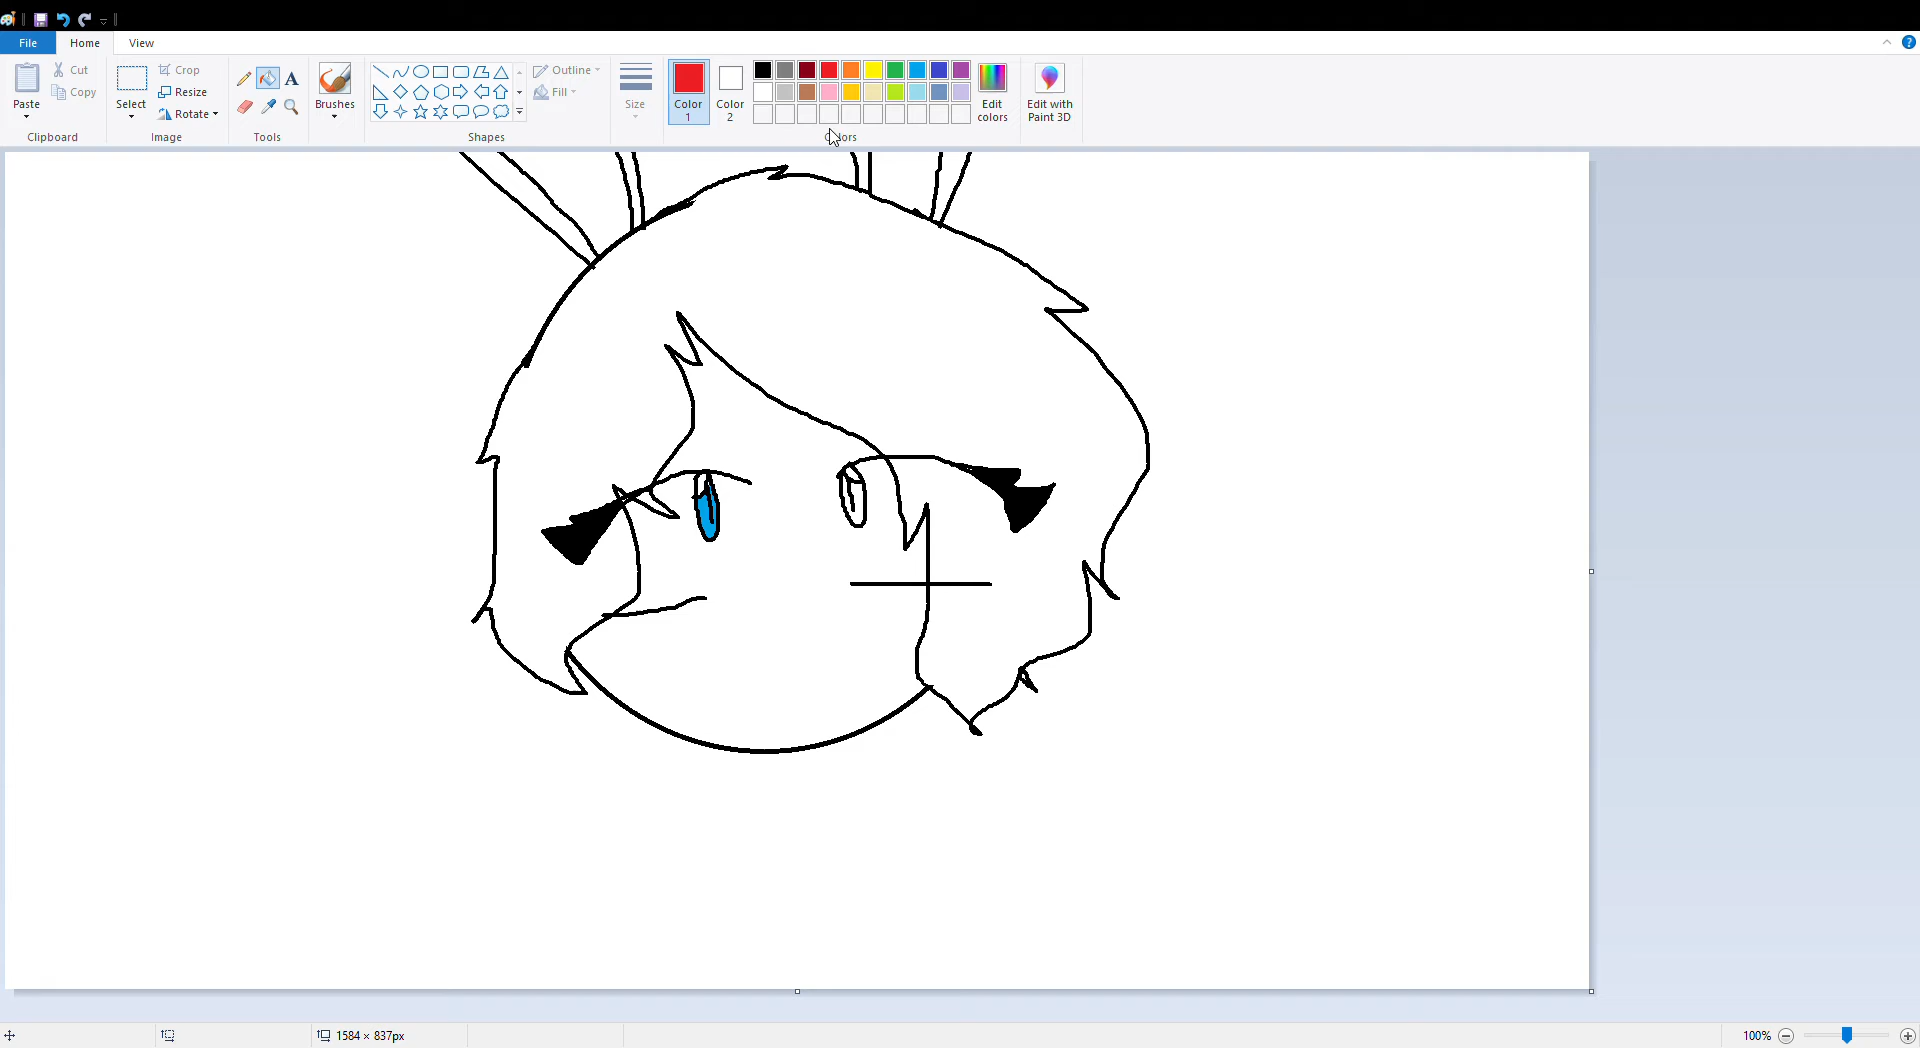 File Home View
Paste
Cut
Copy
Clipboard
Select
Crop
Resize
Rotate
Image
A
Tools
Brushes
Shapes
Outline
Fill
Size
Color 1
Color 2
Colors
Edit colors
Edit with Paint 3D
1584 × 837px
100%